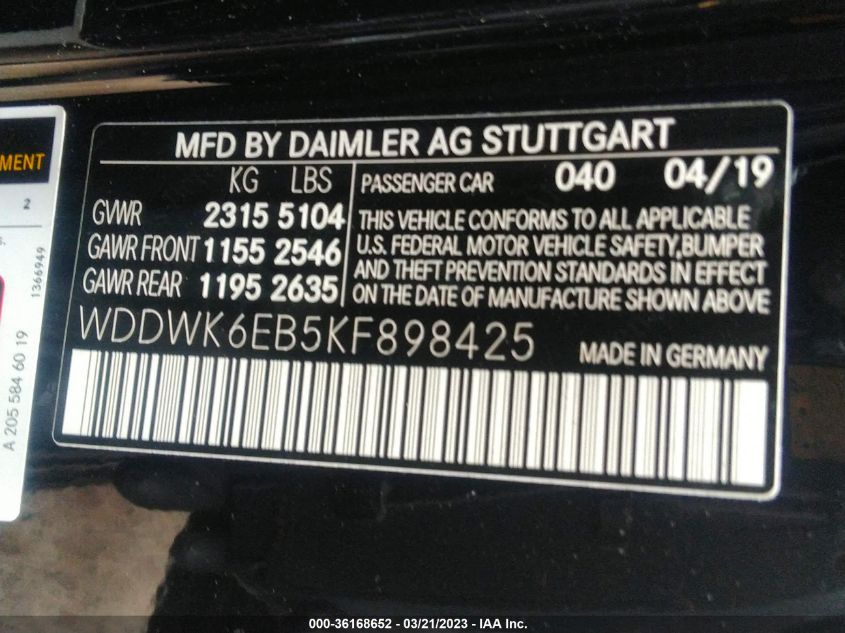 MENT
2
1366949
A 205 584 60 19
MFD BY DAIMLER AG STUTTGART
KG LBS
GVWR 2315 5104
GAWR FRONT 1155 2546
GAWR REAR 1195 2635
PASSENGER CAR 040 04/19
THIS VEHICLE CONFORMS TO ALL APPLICABLE
U.S. FEDERAL MOTOR VEHICLE SAFETY,BUMPER
AND THEFT PREVENTION STANDARDS IN EFFECT
ON THE DATE OF MANUFACTURE SHOWN ABOVE
WDDWK6EB5KF898425
MADE IN GERMANY
000-36168652 - 03/21/2023 - IAA Inc.